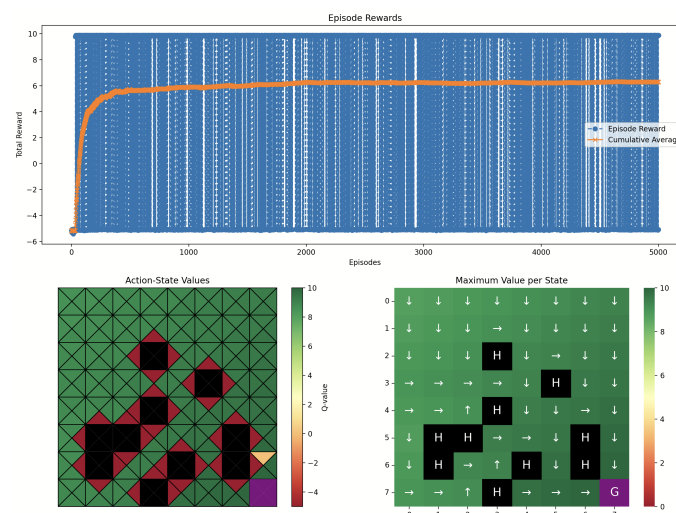 Episode Rewards
10
8
6
4
2
0
−2
−4
−6
Total Reward
Episode Reward
Cumulative Averag
0 1000 2000 3000 4000 5000
Episodes
Action-State Values
10
8
6
4
2
0
−2
−4
Q-value
Maximum Value per State
0 ↓ ↓ ↓ ↓ ↓ ↓ ↓ ↓
1 ↓ ↓ ↓ → ↓ ↓ ↓ ↓
2 ↓ ↓ ↓ H ↓ → ↓ ↓
3 → → → → ↓ H ↓ ↓
4 → → ↑ H ↓ ↓ → ↓
5 ↓ H H → → ↓ H ↓
6 ↓ H → ↑ H ↓ H ↓
7 → → ↑ H → → → G
10
8
6
4
2
0